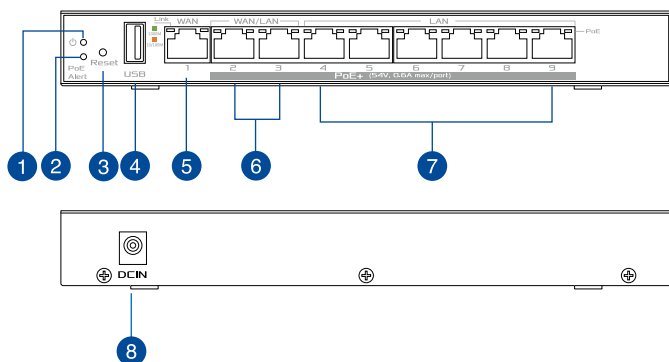 Link WAN WAN/LAN LAN
PoE
PoE
Alert
Reset
USB
1 2 3 4 5 6 7 8 9
PoE+ (54V, 0.6A max/port)
1 2 3 4 5 6 7
DCIN
8